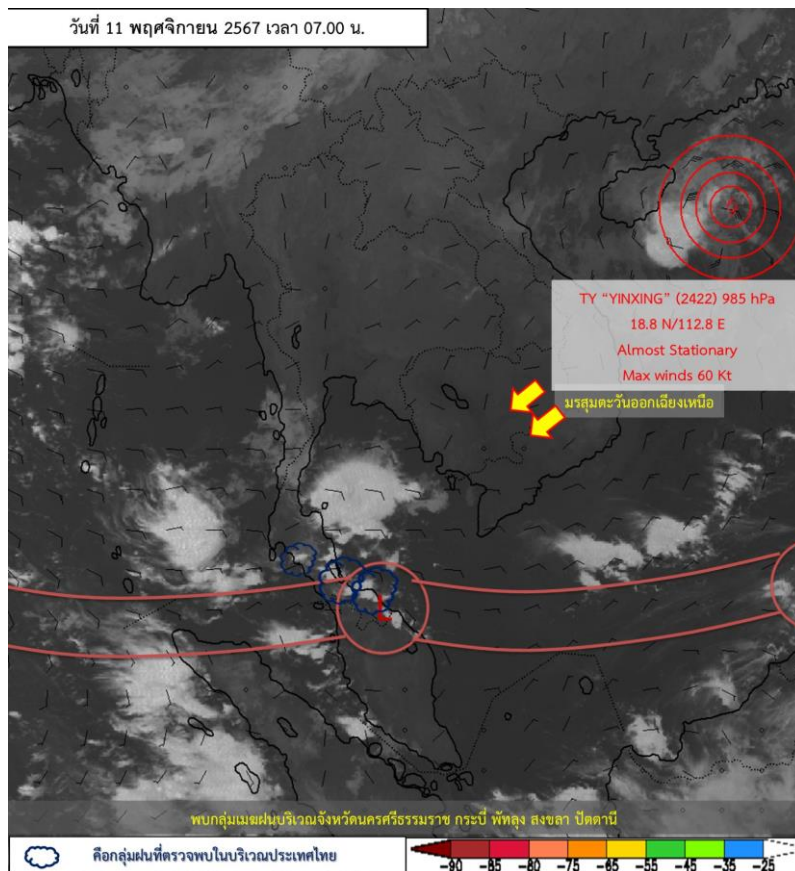 วันที่ 11 พฤศจิกายน 2567 เวลา 07.00 น.
TY “YINXING” (2422) 985 hPa
18.8 N/112.8 E
Almost Stationary
Max winds 60 Kt
มรสุมตะวันออกเฉียงเหนือ
L
พบกลุ่มเมฆฝนบริเวณจังหวัดนครศรีธรรมราช กระบี่ พัทลุง สงขลา ปัตตานี
คือกลุ่มฝนที่ตรวจพบในบริเวณประเทศไทย
-90 -85 -80 -75 -65 -55 -45 -35 -25